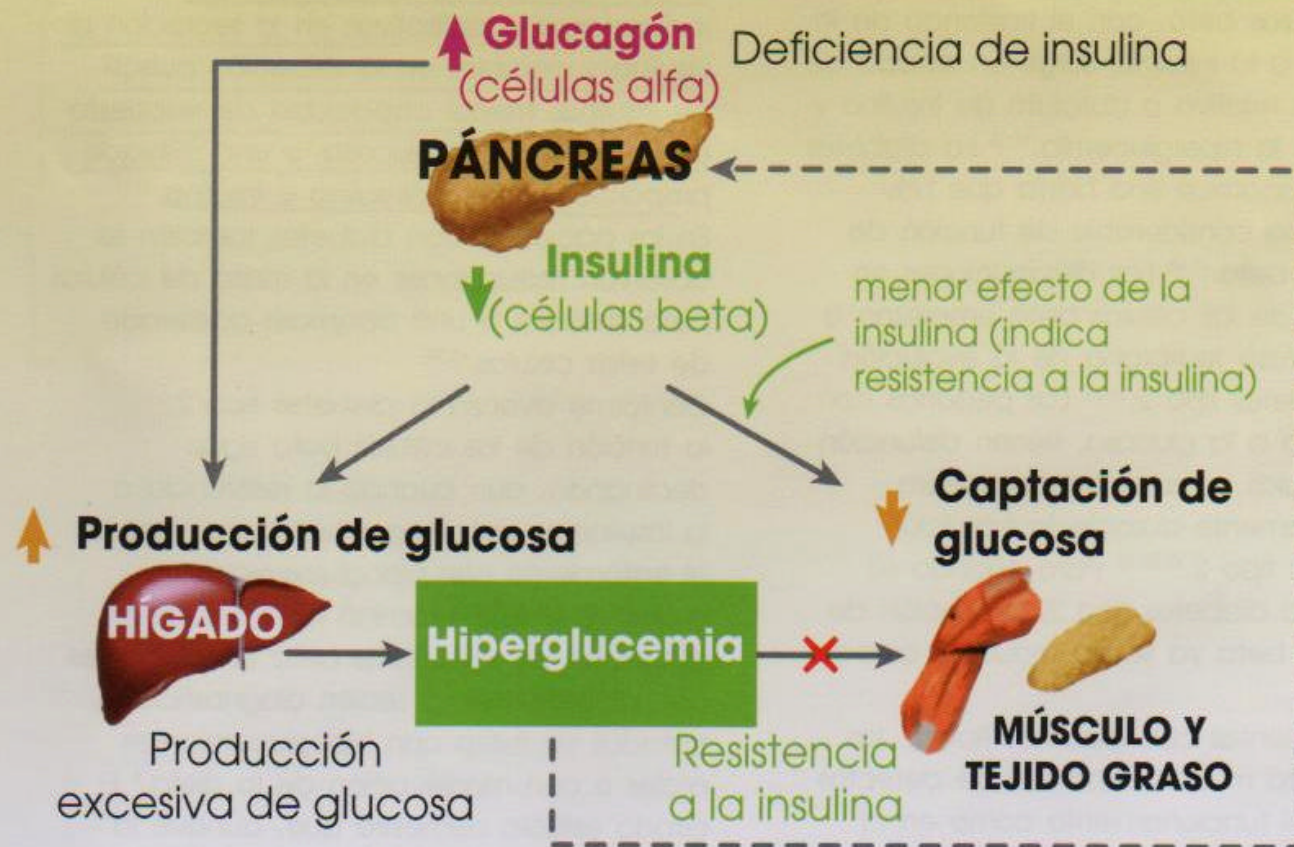 Glucagón
(células alfa)
Deficiencia de insulina
PÁNCREAS
Insulina
(células beta)
menor efecto de la
insulina (indica
resistencia a la insulina)
Producción de glucosa
Captación de
glucosa
HÍGADO
Hiperglucemia
MÚSCULO Y
TEJIDO GRASO
Producción
excesiva de glucosa
Resistencia
a la insulina